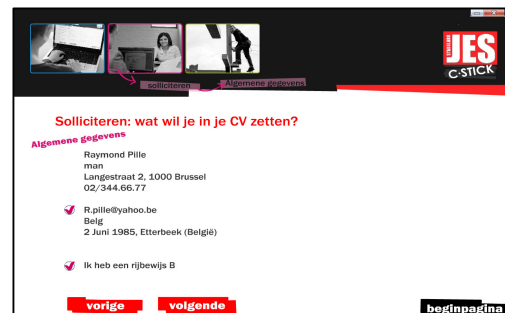 JES
C-STICK
solliciteren
Algemene gegevens
Solliciteren: wat wil je in je CV zetten?
Algemene gegevens
Raymond Pille
man
Langestraat 2, 1000 Brussel
02/344.66.77
R.pille@yahoo.be
Belg
2 Juni 1985, Etterbeek (België)
Ik heb een rijbewijs B
vorige
volgende
beginpagina